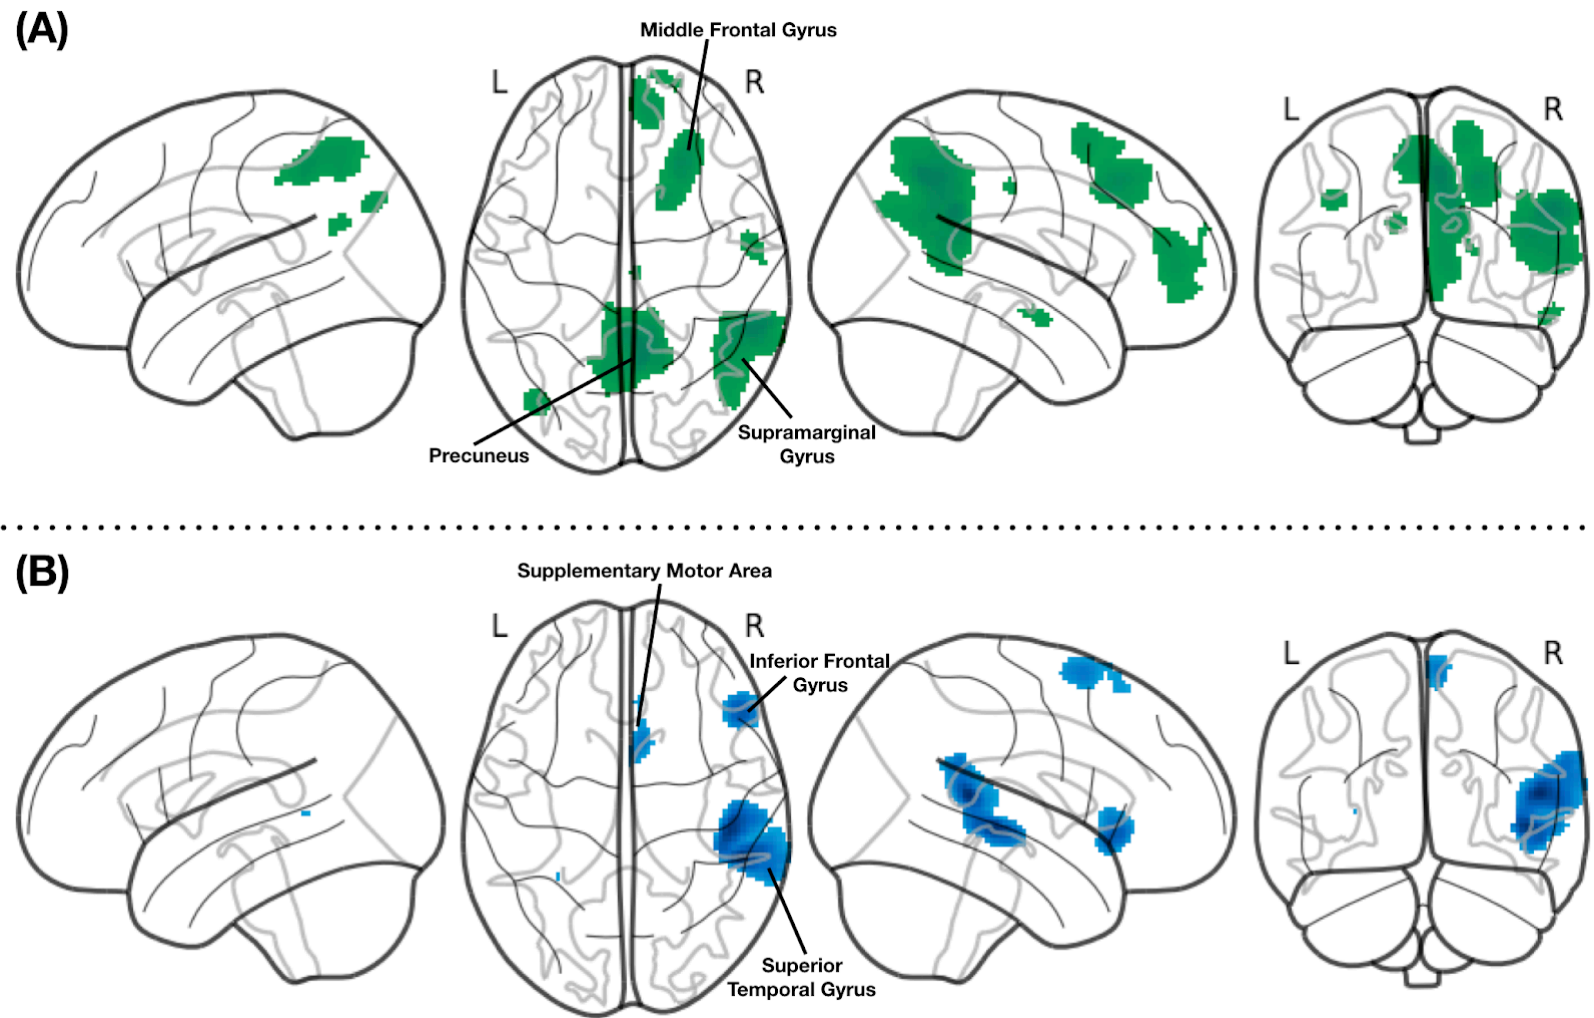 (A)
Middle Frontal Gyrus
L
R
L
R
Precuneus
Supramarginal
Gyrus
(B)
Supplementary Motor Area
L
R
Inferior Frontal
Gyrus
L
R
Superior
Temporal Gyrus